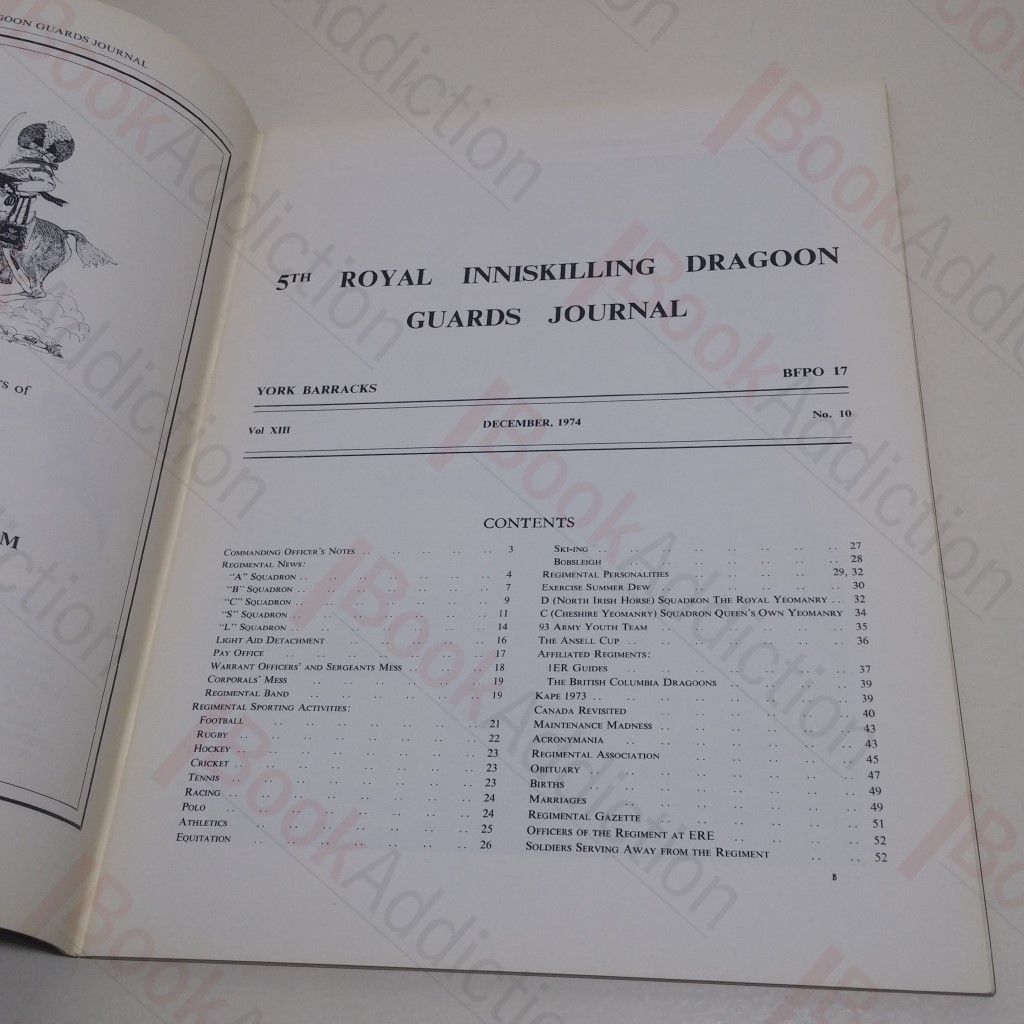 GOON GUARDS JOURNAL
rs of
M
5TH ROYAL INNISKILLING DRAGOON
GUARDS JOURNAL
YORK BARRACKS BFPO 17
Vol XIII DECEMBER, 1974 No. 10
CONTENTS
COMMANDING OFFICER'S NOTES .. .. .. .. .. 3
REGIMENTAL NEWS:
"A" SQUADRON .. .. .. .. .. .. 4
"B" SQUADRON .. .. .. .. .. .. 7
"C" SQUADRON .. .. .. .. .. .. 9
"S" SQUADRON .. .. .. .. .. .. 11
"L" SQUADRON .. .. .. .. .. .. 14
LIGHT AID DETACHMENT .. .. .. .. .. 16
PAY OFFICE .. .. .. .. .. .. 17
WARRANT OFFICERS' AND SERGEANTS MESS .. .. .. 18
CORPORALS' MESS .. .. .. .. .. 19
REGIMENTAL BAND .. .. .. .. .. 19
REGIMENTAL SPORTING ACTIVITIES:
FOOTBALL .. .. .. .. .. .. 21
RUGBY .. .. .. .. .. .. .. 22
HOCKEY .. .. .. .. .. .. .. 23
CRICKET .. .. .. .. .. .. .. 23
TENNIS .. .. .. .. .. .. .. 23
RACING .. .. .. .. .. .. .. 24
POLO .. .. .. .. .. .. .. 24
ATHLETICS .. .. .. .. .. .. 25
EQUITATION .. .. .. .. .. .. 26
SKI-ING .. .. .. .. .. .. .. 27
BOBSLEIGH .. .. .. .. .. .. 28
REGIMENTAL PERSONALITIES .. .. .. .. 29, 32
EXERCISE SUMMER DEW .. .. .. .. .. 30
D (NORTH IRISH HORSE) SQUADRON THE ROYAL YEOMANRY .. 32
C (CHESHIRE YEOMANRY) SQUADRON QUEEN'S OWN YEOMANRY 34
93 ARMY YOUTH TEAM .. .. .. .. .. 35
THE ANSELL CUP .. .. .. .. .. .. 36
AFFILIATED REGIMENTS:
1ER GUIDES .. .. .. .. .. .. 37
THE BRITISH COLUMBIA DRAGOONS .. .. .. .. 39
KAPE 1973 .. .. .. .. .. .. .. 39
CANADA REVISITED .. .. .. .. .. .. 40
MAINTENANCE MADNESS .. .. .. .. .. 43
ACRONYMANIA .. .. .. .. .. .. 43
REGIMENTAL ASSOCIATION .. .. .. .. .. 45
OBITUARY .. .. .. .. .. .. .. 47
BIRTHS .. .. .. .. .. .. .. 49
MARRIAGES .. .. .. .. .. .. 49
REGIMENTAL GAZETTE .. .. .. .. .. 51
OFFICERS OF THE REGIMENT AT ERE .. .. .. .. 52
SOLDIERS SERVING AWAY FROM THE REGIMENT .. .. 52
B
BookAddiction